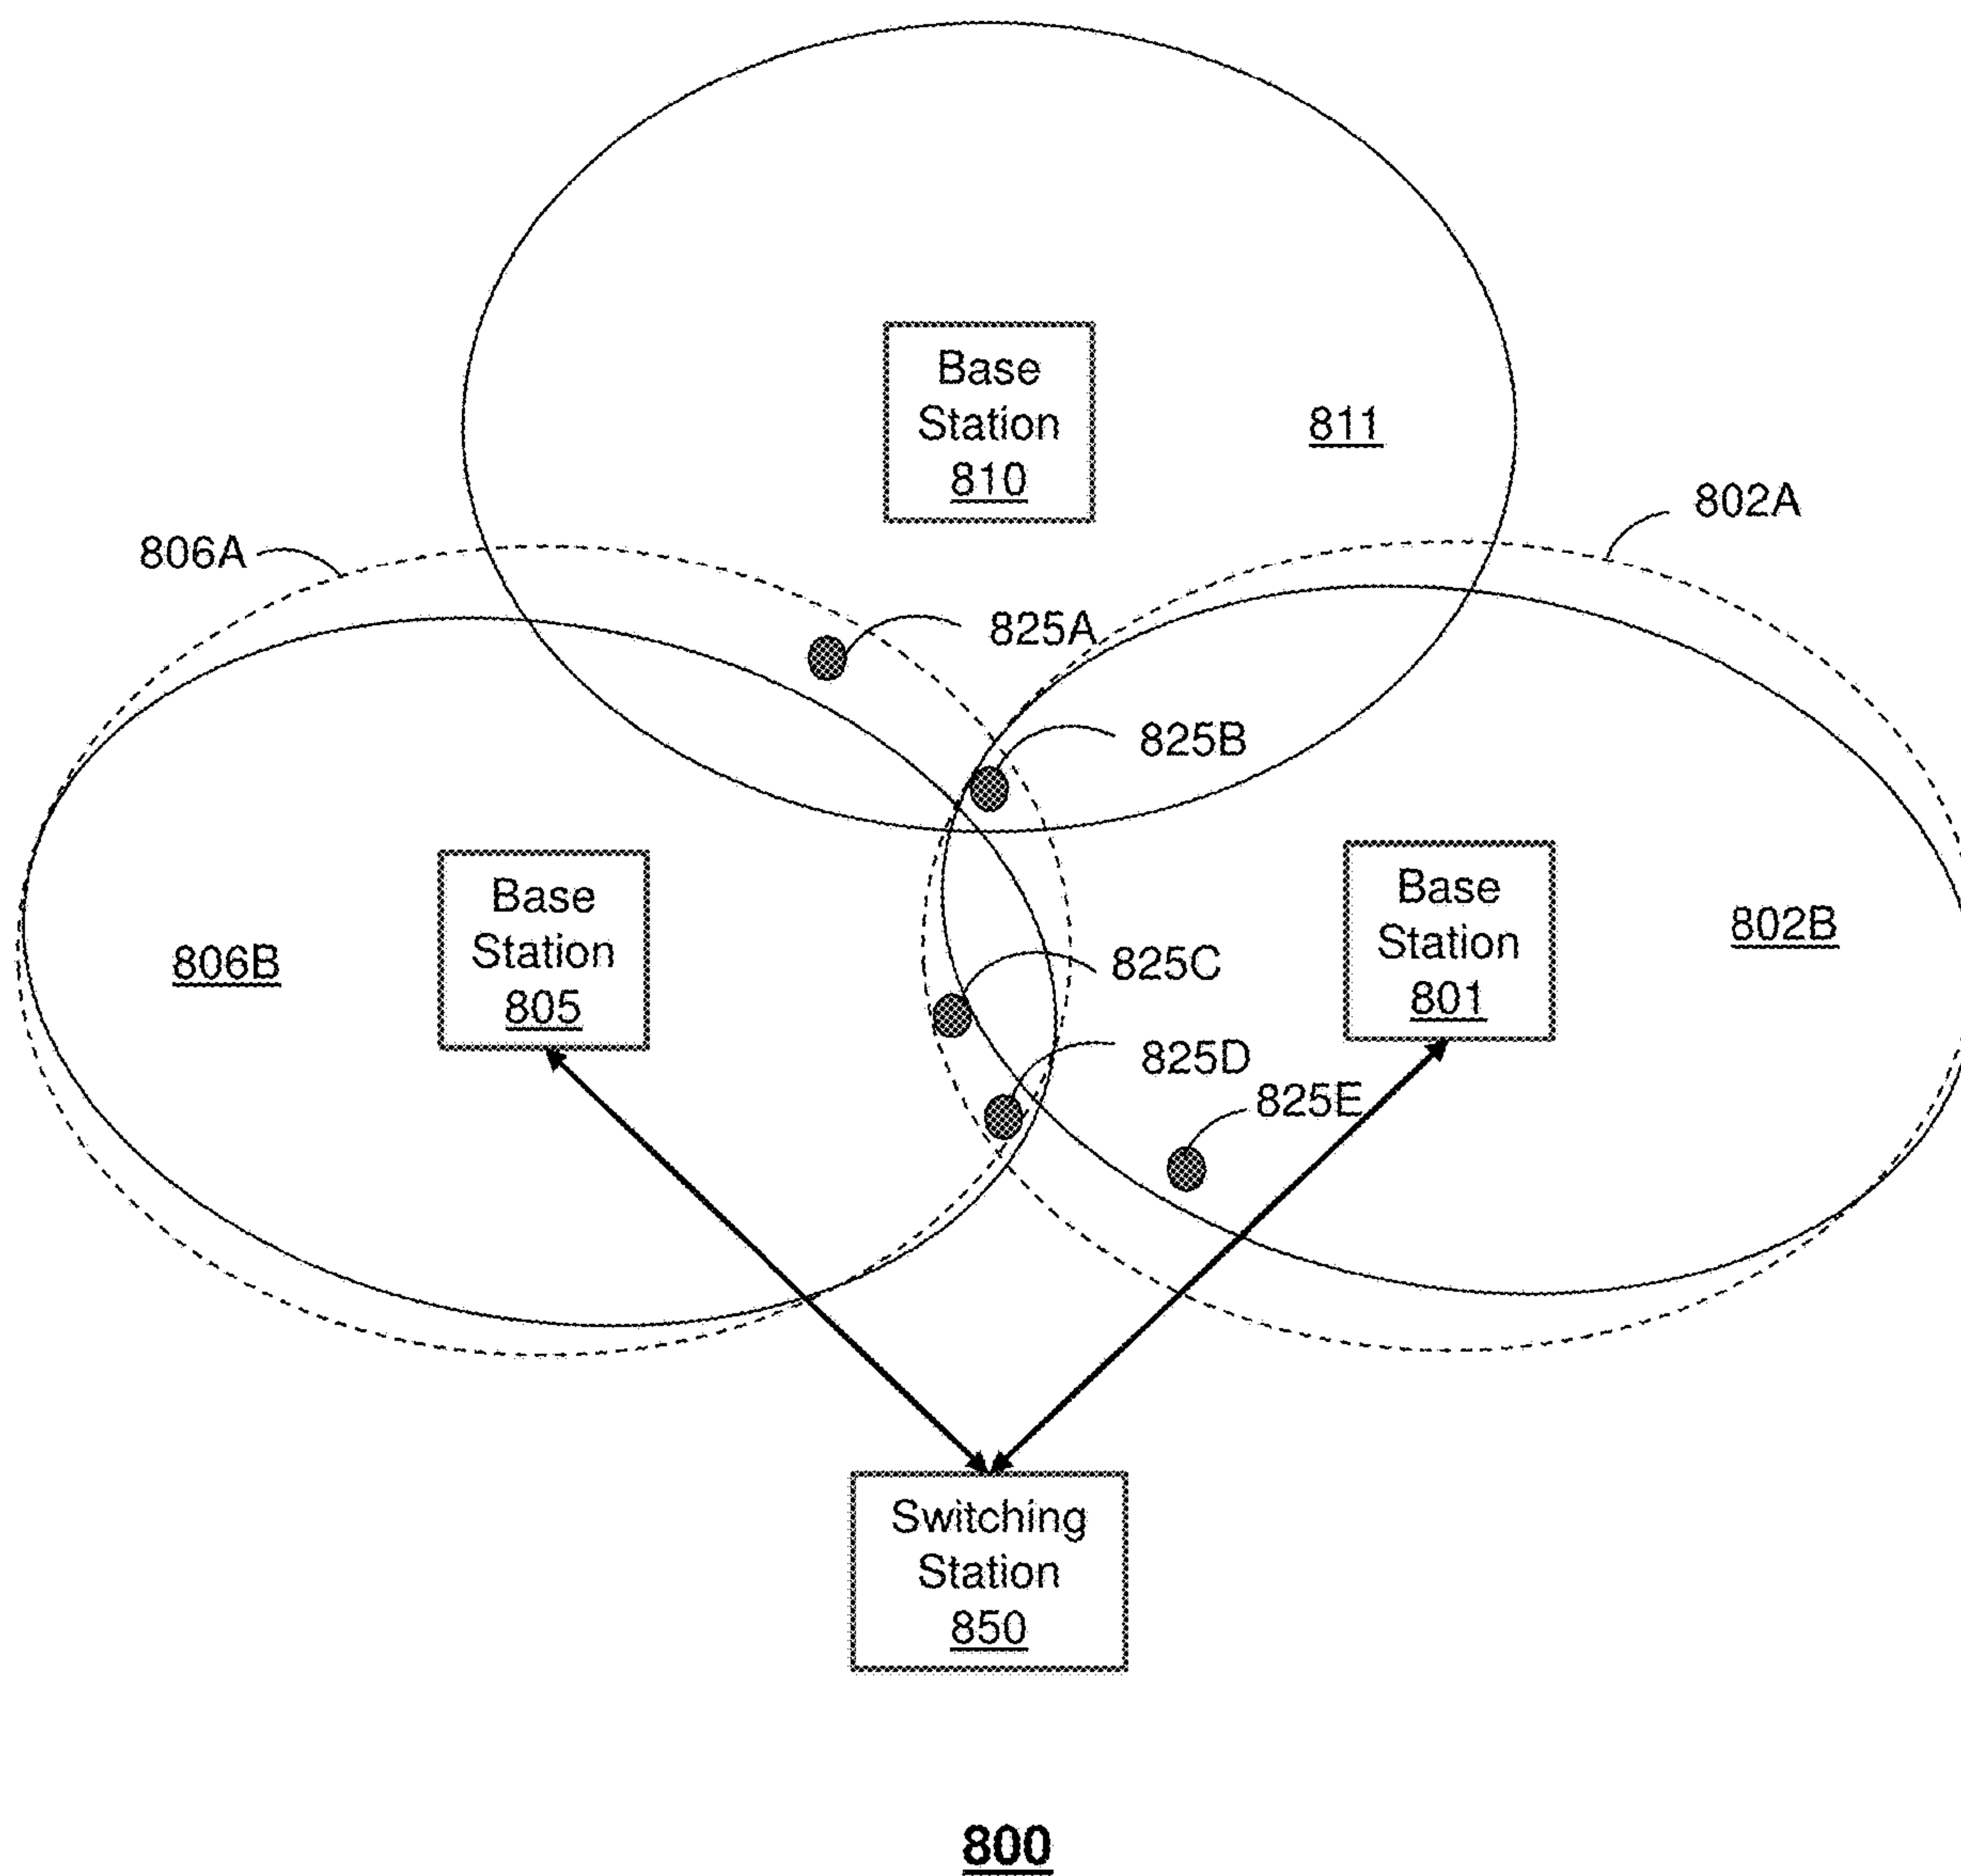 Base
Station
810
811
802A
806A
825A
825B
Base
Station
805
806B
Base
Station
801
802B
825C
825D
825E
Switching
Station
850
800